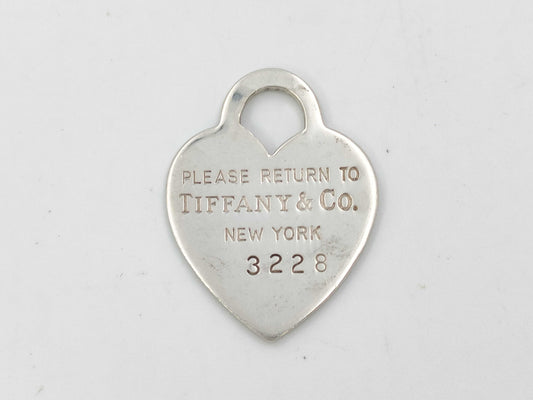 PLEASE RETURN TO
TIFFANY & CO.
NEW YORK
3228